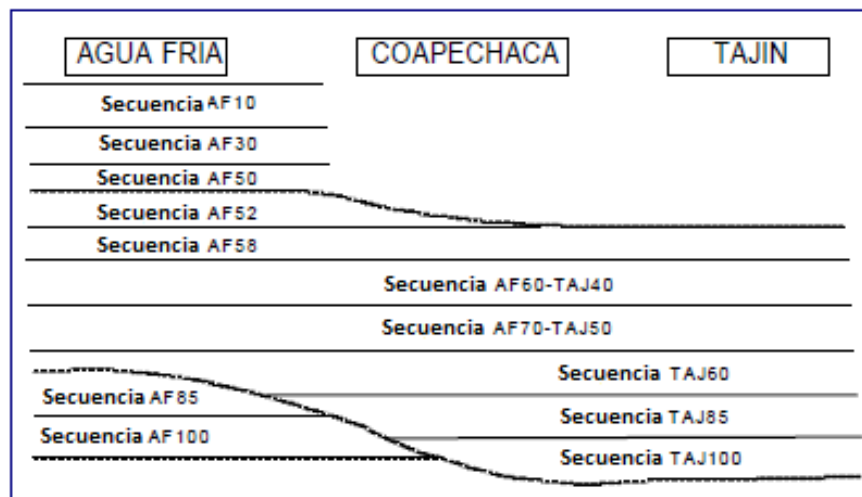 AGUA FRIA COAPECHACA TAJIN
Secuencia AF10
Secuencia AF30
Secuencia AF50
Secuencia AF52
Secuencia AF58
Secuencia AF60-TAJ40
Secuencia AF70-TAJ50
Secuencia TAJ60
Secuencia AF85
Secuencia TAJ85
Secuencia AF100
Secuencia TAJ100